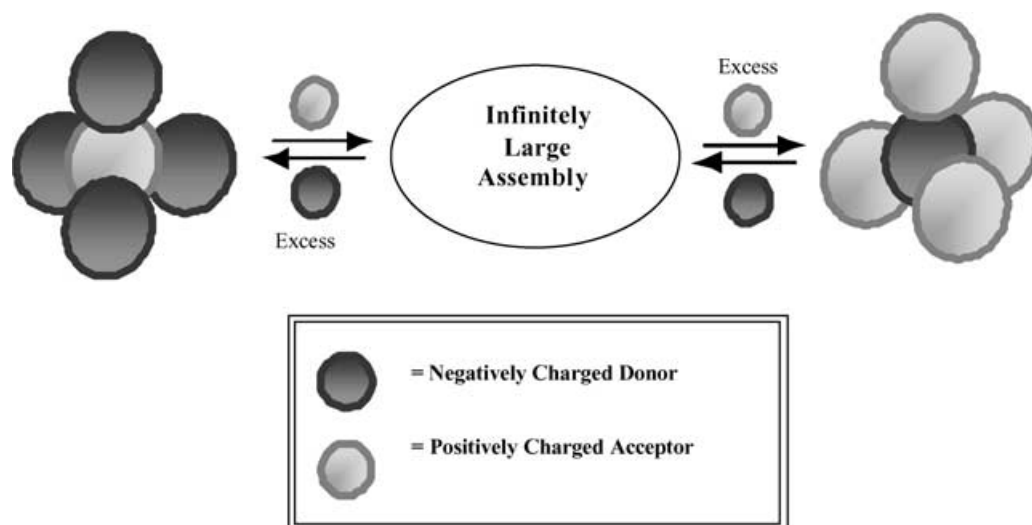 Excess
Infinitely
Large
Assembly
Excess
= Negatively Charged Donor
= Positively Charged Acceptor